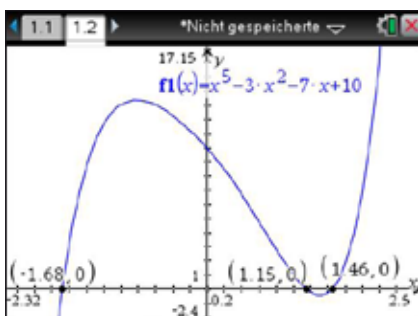 1.1 1.2 *Nicht gespeicherte
17.15 y
f1(x)=x^5-3·x^2-7·x+10
(-1.68,0) 1 (1.15,0) (1.46,0) x
-2.32 0.2 2.5
-2.4